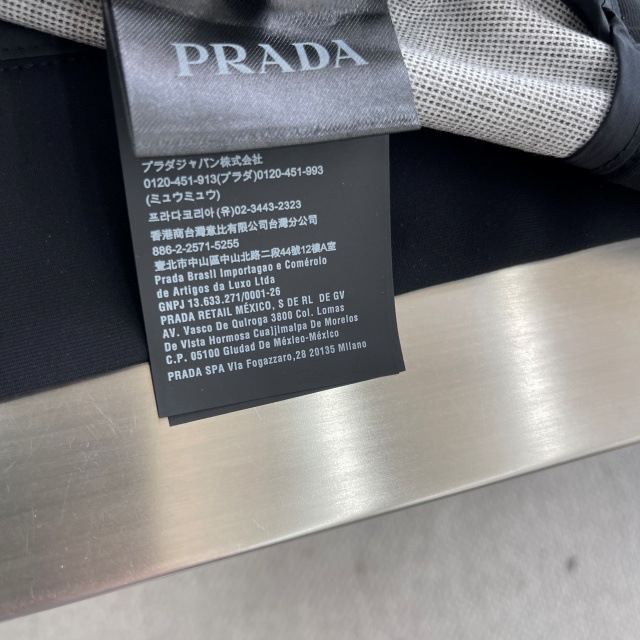 PRADA
プラダジャパン株式会社
0120-451-913(プラダ)0120-451-993
(ミュウミュウ)
프라다코리아 (유)02-3443-2323
香港商台灣意比有限公司台灣分公司
886-2-2571-5255
臺北市中山區中山北路二段44號12樓A室
Prada Brasll Importagao e Comérolo
de Artigos da Luxo Ltda
GNPJ 13.633.271/0001-26
PRADA RETAIL MÉXICO, S DE RL DE GV
AV. Vasco De Quiroga 3800 Col. Lomas
De Vista Hormosa Cuajjmalpa De Morelos
C.P. 05100 Gludad De Mézleo-México
PRADA SPA Via Fogazzaro,28 20135 Milano